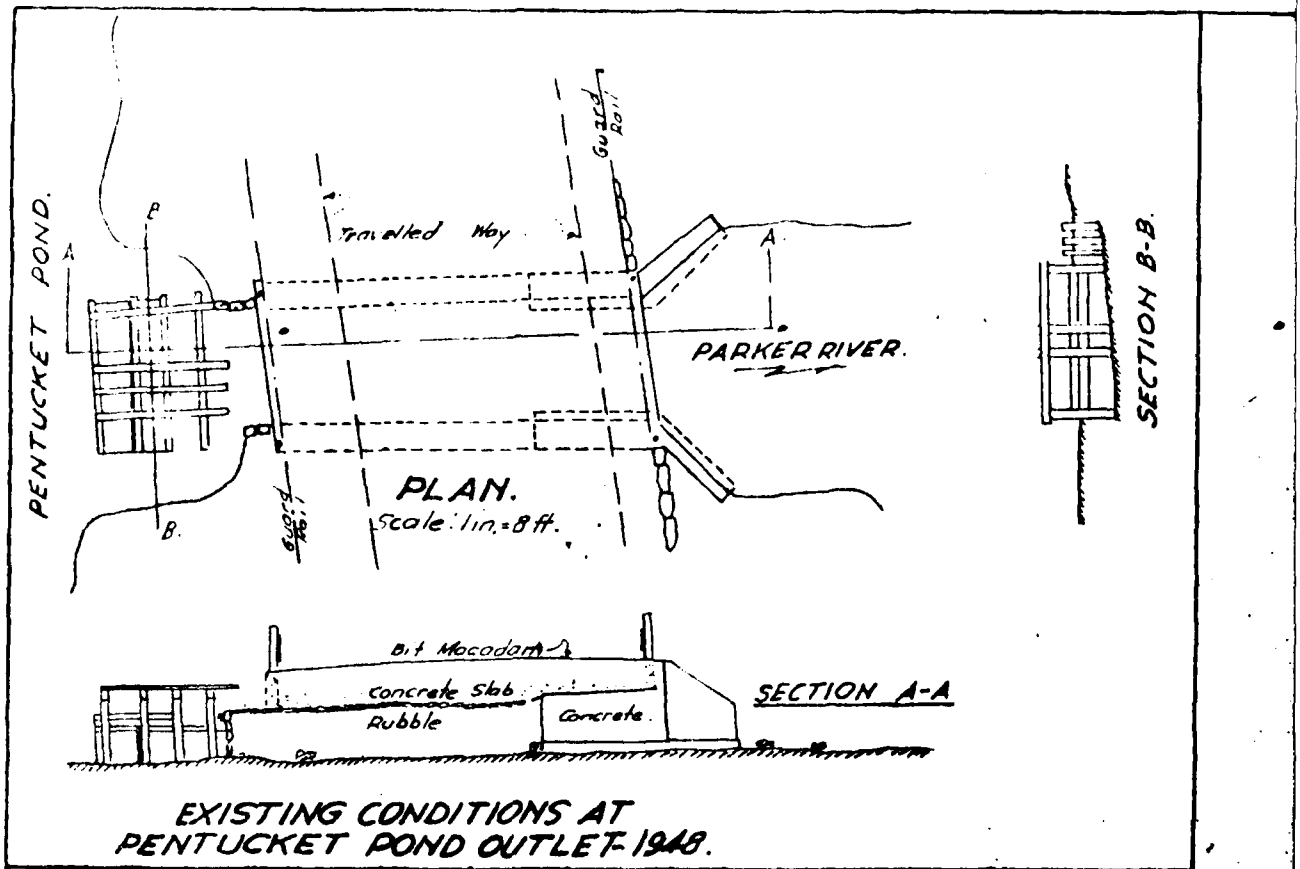 Guard
Rail
PENTUCKET POND.
B
A
Travelled Way
A.
PARKER RIVER.
SECTION B-B.
B.
Guard
Rail
PLAN.
Scale: 1 in. = 8 ft.
Bit Macadam
Concrete Slab
Rubble
Concrete.
SECTION A-A
EXISTING CONDITIONS AT
PENTUCKET POND OUTLET-1948.